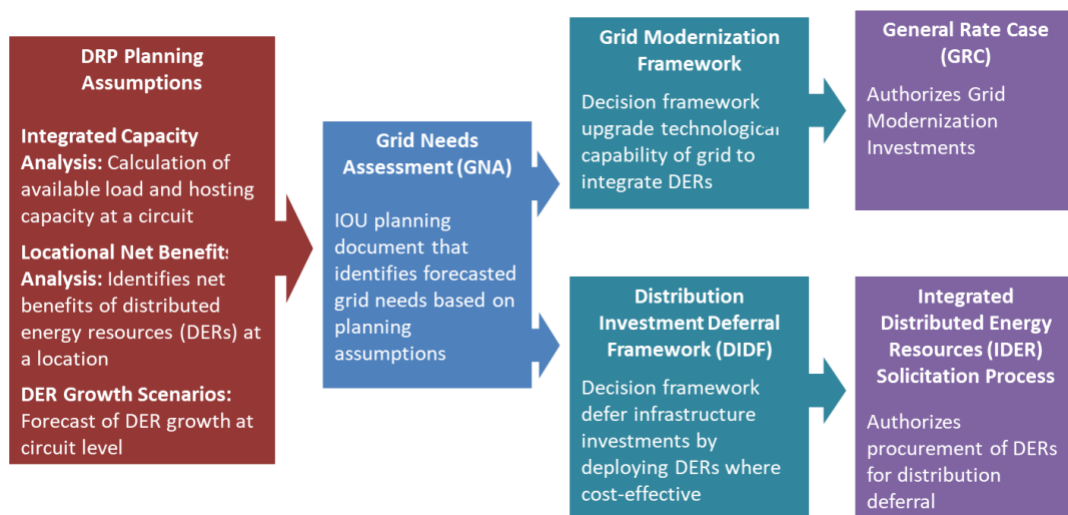 DRP Planning
Assumptions
Integrated Capacity
Analysis: Calculation of
available load and hosting
capacity at a circuit
Locational Net Benefits
Analysis: Identifies net
benefits of distributed
energy resources (DERs) at
a location
DER Growth Scenarios:
Forecast of DER growth at
circuit level
Grid Needs
Assessment (GNA)
IOU planning
document that
identifies forecasted
grid needs based on
planning
assumptions
Grid Modernization
Framework
Decision framework
upgrade technological
capability of grid to
integrate DERs
General Rate Case
(GRC)
Authorizes Grid
Modernization
Investments
Distribution
Investment Deferral
Framework (DIDF)
Decision framework
defer infrastructure
investments by
deploying DERs where
cost-effective
Integrated
Distributed Energy
Resources (IDER)
Solicitation Process
Authorizes
procurement of DERs
for distribution
deferral